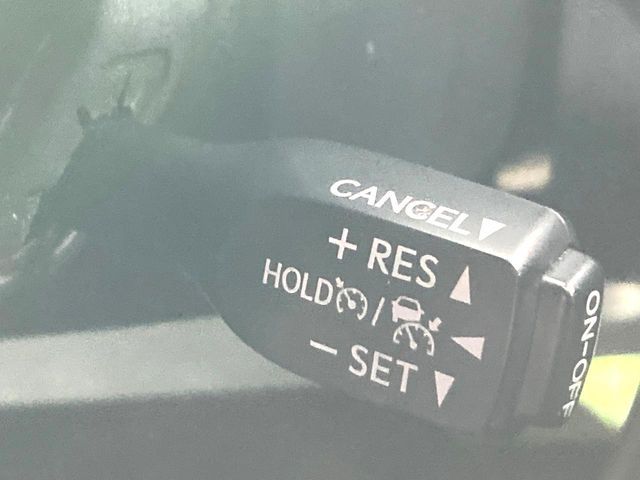 CANCEL
+ RES
HOLD /
- SET
ON-OFF